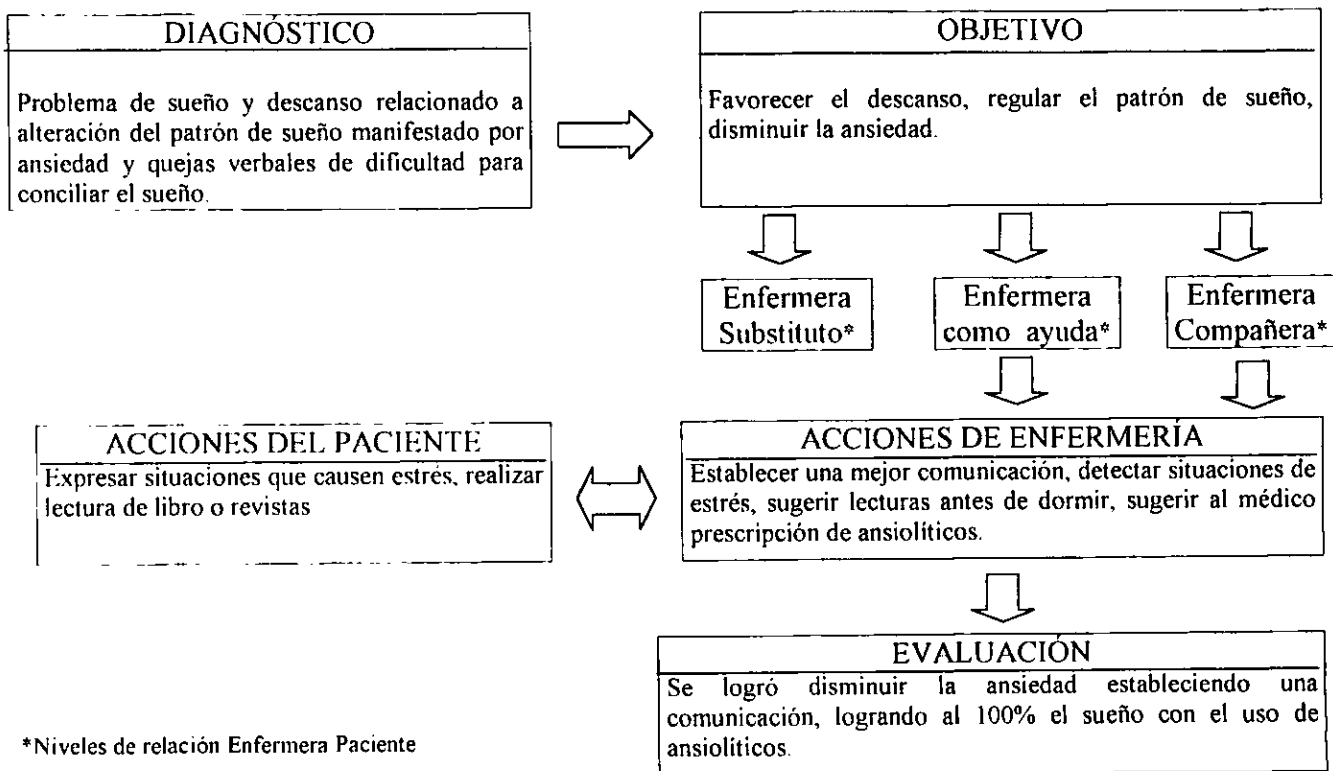 DIAGNÓSTICO
Problema de sueño y descanso relacionado a
alteración del patrón de sueño manifestado por
ansiedad y quejas verbales de dificultad para
conciliar el sueño.
OBJETIVO
Favorecer el descanso, regular el patrón de sueño,
disminuir la ansiedad.
Enfermera
Substituto*
Enfermera
como ayuda*
Enfermera
Compañera*
ACCIONES DEL PACIENTE
Expresar situaciones que causen estrés, realizar
lectura de libro o revistas
ACCIONES DE ENFERMERÍA
Establecer una mejor comunicación, detectar situaciones de
estrés, sugerir lecturas antes de dormir, sugerir al médico
prescripción de ansiolíticos.
EVALUACIÓN
Se logró disminuir la ansiedad estableciendo una
comunicación, logrando al 100% el sueño con el uso de
ansiolíticos.
*Niveles de relación Enfermera Paciente